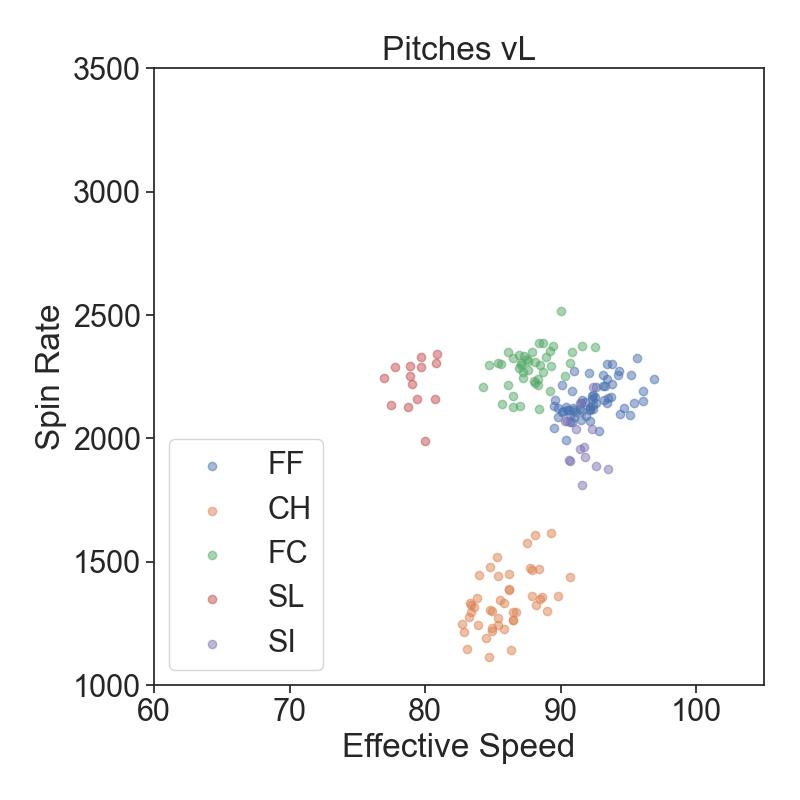 Pitches vL
3500
3000
2500
2000
1500
1000
Spin Rate
FF
CH
FC
SL
SI
60 70 80 90 100
Effective Speed